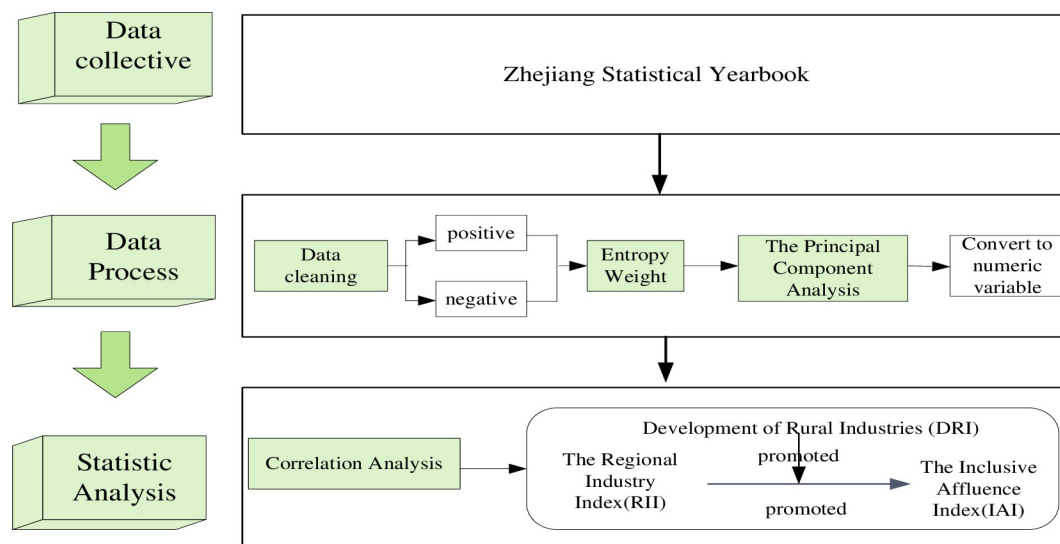 Data
collective
Zhejiang Statistical Yearbook
Data
Process
Data
cleaning
positive
negative
Entropy
Weight
The Principal
Component
Analysis
Convert to
numeric
variable
Statistic
Analysis
Correlation Analysis
Development of Rural Industries (DRI)
promoted
The Regional
Industry
Index(RII)
promoted
The Inclusive
Affluence
Index(IAI)